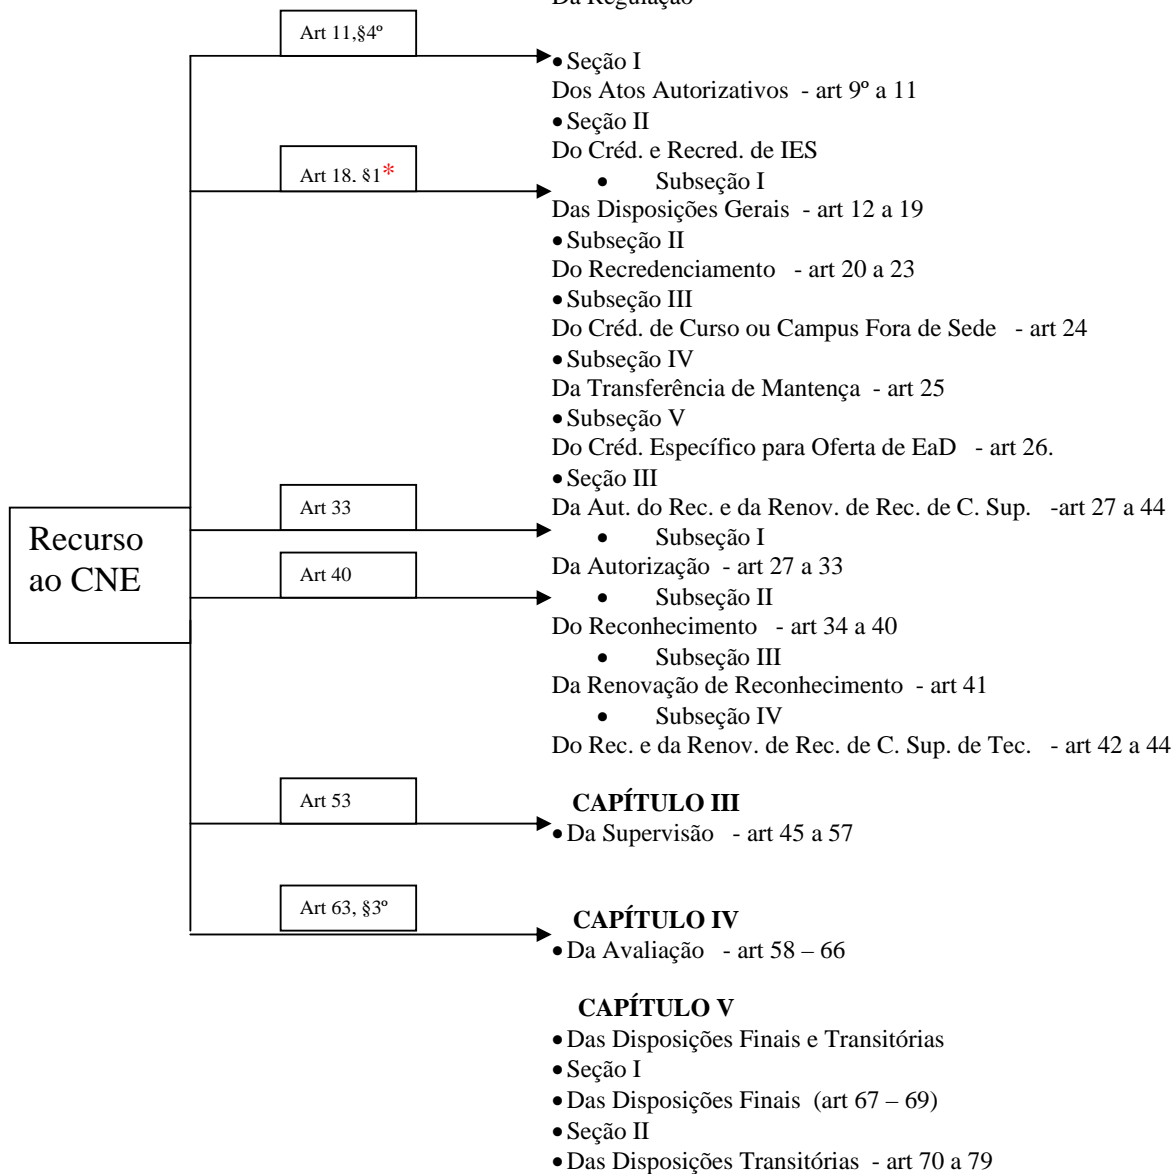 Da Regulação
Art 11,§4º
• Seção I
Dos Atos Autorizativos - art 9º a 11
• Seção II
Do Créd. e Recred. de IES
Art 18. §1*
• Subseção I
Das Disposições Gerais - art 12 a 19
• Subseção II
Do Recredenciamento - art 20 a 23
• Subseção III
Do Créd. de Curso ou Campus Fora de Sede - art 24
• Subseção IV
Da Transferência de Mantença - art 25
• Subseção V
Do Créd. Específico para Oferta de EaD - art 26.
• Seção III
Art 33
Da Aut. do Rec. e da Renov. de Rec. de C. Sup. -art 27 a 44
Recurso
ao CNE
• Subseção I
Art 40
Da Autorização - art 27 a 33
• Subseção II
Do Reconhecimento - art 34 a 40
• Subseção III
Da Renovação de Reconhecimento - art 41
• Subseção IV
Do Rec. e da Renov. de Rec. de C. Sup. de Tec. - art 42 a 44
Art 53
CAPÍTULO III
• Da Supervisão - art 45 a 57
Art 63, §3º
CAPÍTULO IV
• Da Avaliação - art 58 – 66
CAPÍTULO V
• Das Disposições Finais e Transitórias
• Seção I
• Das Disposições Finais (art 67 – 69)
• Seção II
• Das Disposições Transitórias - art 70 a 79